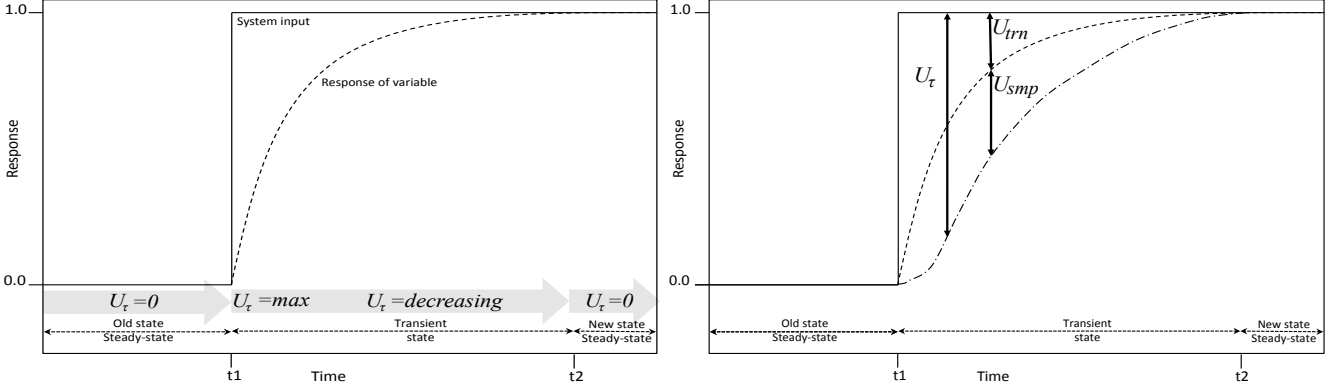 1.0
System input
Response of variable
Response
0.0
Uτ =0
Uτ =max
Uτ =decreasing
Uτ =0
Old state
Steady-state
Transient
state
New state
Steady-state
t1
Time
t2
1.0
Utrn
Uτ
Usmp
Response
0.0
Old state
Steady-state
Transient
state
New state
Steady-state
t1
Time
t2